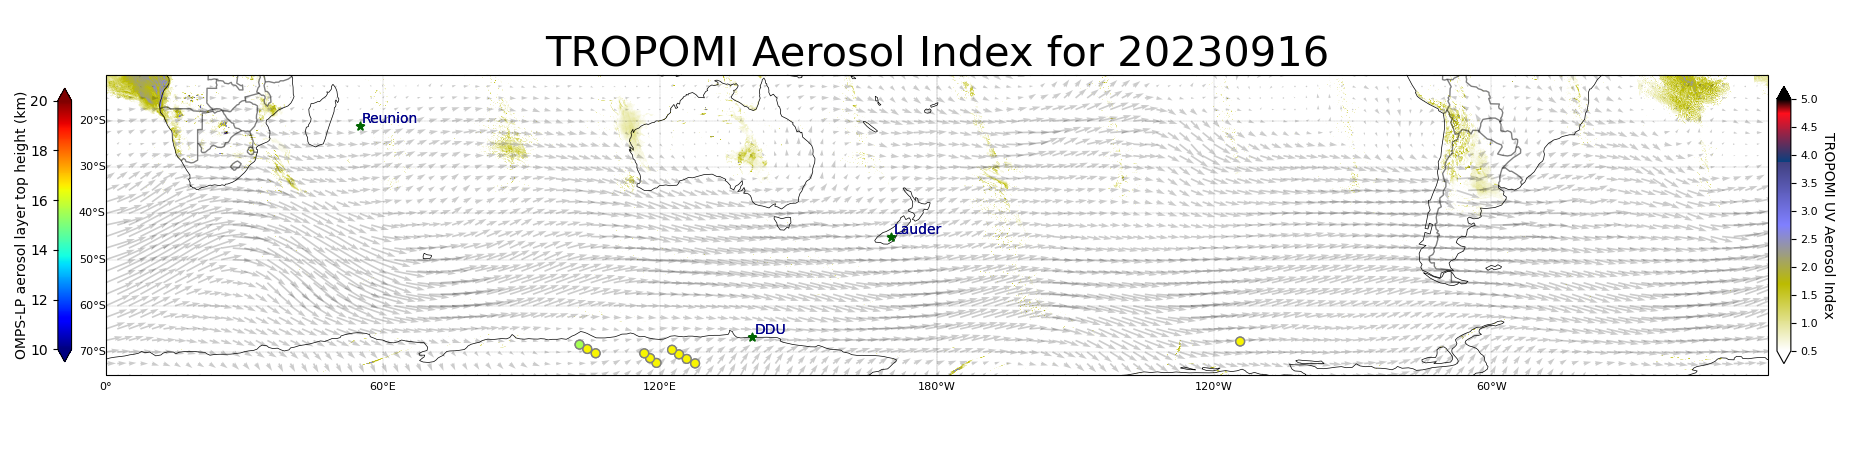 TROPOMI Aerosol Index for 20230916
OMPS-LP aerosol layer top height (km)
20
18
16
14
12
10
20°S
30°S
40°S
50°S
60°S
70°S
Reunion
Lauder
DDU
0°
60°E
120°E
180°W
120°W
60°W
5.0
4.5
4.0
3.5
3.0
2.5
2.0
1.5
1.0
0.5
TROPOMI UV Aerosol Index